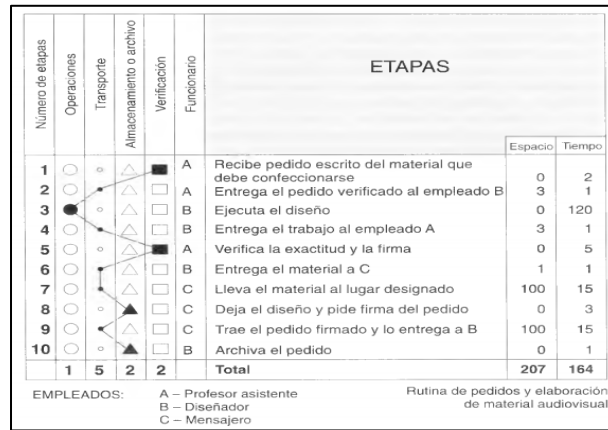 Número de etapas
Operaciones
Transporte
Almacenamiento o archivo
Verificación
Funcionario
ETAPAS
Espacio Tiempo
1 A Recibe pedido escrito del material que
debe confeccionarse 0 2
2 A Entrega el pedido verificado al empleado B 3 1
3 B Ejecuta el diseño 0 120
4 B Entrega el trabajo al empleado A 3 1
5 A Verifica la exactitud y la firma 0 5
6 B Entrega el material a C 1 1
7 C Lleva el material al lugar designado 100 15
8 C Deja el diseño y pide firma del pedido 0 3
9 C Trae el pedido firmado y lo entrega a B 100 15
10 B Archiva el pedido 0 1
1 5 2 2 Total 207 164
EMPLEADOS: A – Profesor asistente
B – Diseñador
C – Mensajero
Rutina de pedidos y elaboración
de material audiovisual